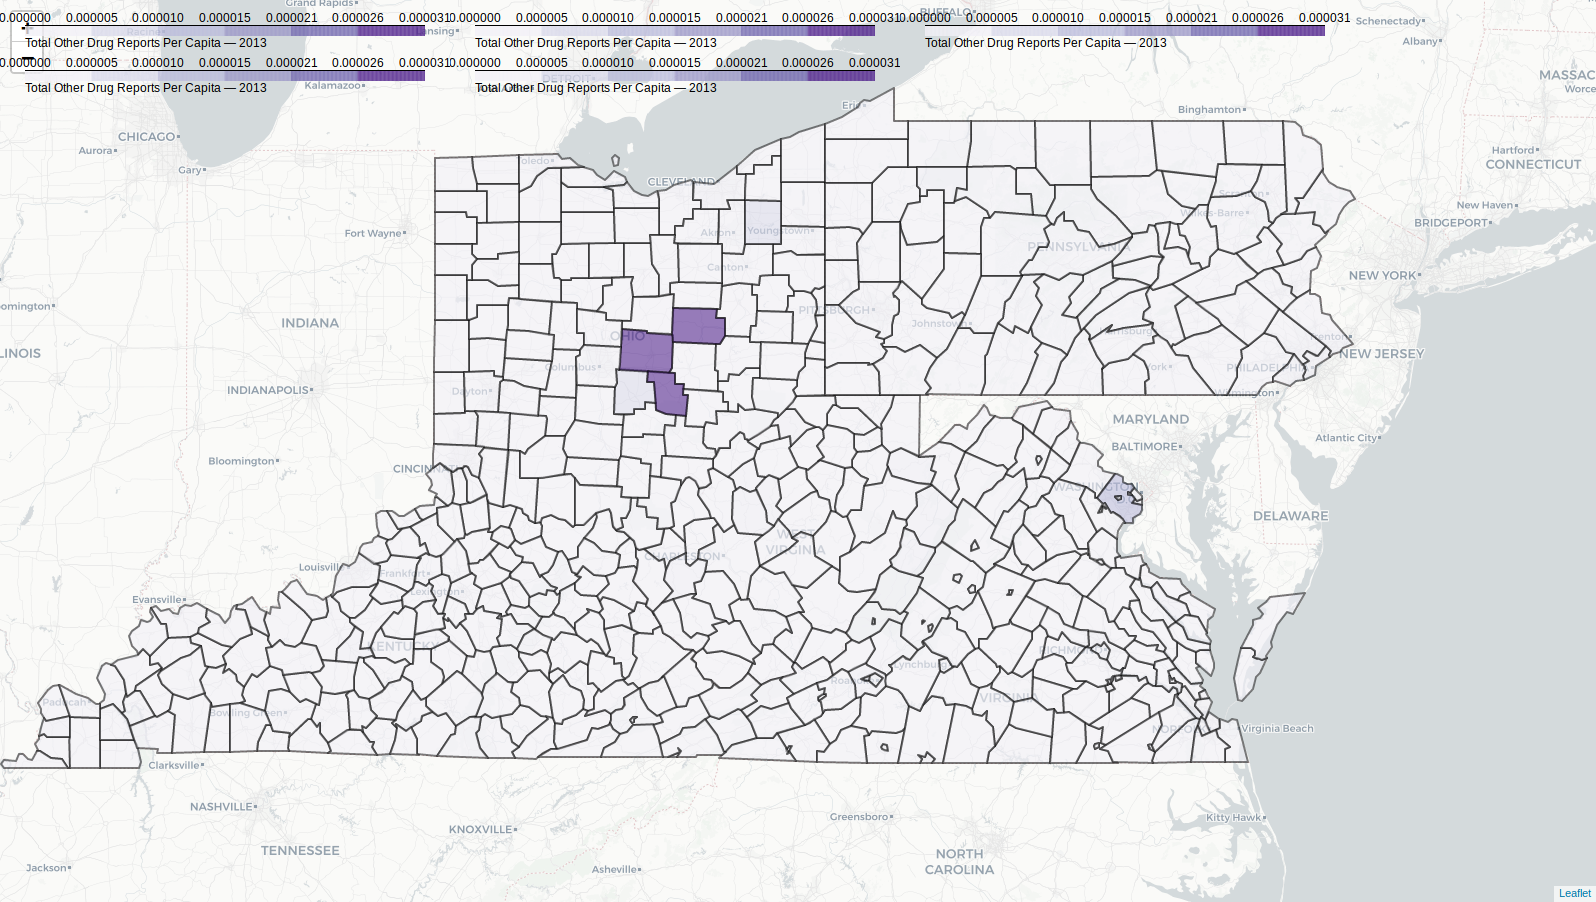 Grand Rapids
BUFFALO
0.000000 0.000005 0.000010 0.000015 0.000021 0.000026 0.000031
0.000000 0.000005 0.000010 0.000015 0.000021 0.000026 0.000031
0.000000 0.000005 0.000010 0.000015 0.000021 0.000026 0.000031
Schenectady
Racine
Lansing
Total Other Drug Reports Per Capita — 2013
Total Other Drug Reports Per Capita — 2013
Total Other Drug Reports Per Capita — 2013
Albany
0.000000 0.000005 0.000010 0.000015 0.000021 0.000026 0.000031
0.000000 0.000005 0.000010 0.000015 0.000021 0.000026 0.000031
DETROIT
MASSAC
Kalamazoo
Total Other Drug Reports Per Capita — 2013
Total Other Drug Reports Per Capita — 2013
Worce
Erie
Binghamton
CHICAGO
Aurora
Hartford
CONNECTICUT
Toledo
Gary
CLEVELAND
Scranton
New Haven
Wilkes-Barre
BRIDGEPORT
Fort Wayne
Akron
Youngstown
PENNSYLVANIA
Canton
NEW YORK
oomington
PITTSBURGH
INDIANA
Johnstown
Harrisburg
OHIO
Trenton
LINOIS
NEW JERSEY
Columbus
York
PHILADELPHIA
INDIANAPOLIS
Dayton
Wilmington
MARYLAND
Atlantic City
BALTIMORE
Bloomington
CINCINNATI
WASHINGTON
DELAWARE
WEST
VIRGINIA
CHARLESTON
Louisville
Frankfort
Lexington
Evansville
KENTUCKY
RICHMOND
Lynchburg
Roanoke
VIRGINIA
Paducah
Bowling Green
NORFOLK
Virginia Beach
Clarksville
NASHVILLE
Greensboro
Kitty Hawk
KNOXVILLE
TENNESSEE
NORTH
CAROLINA
Jackson
Asheville
Leaflet